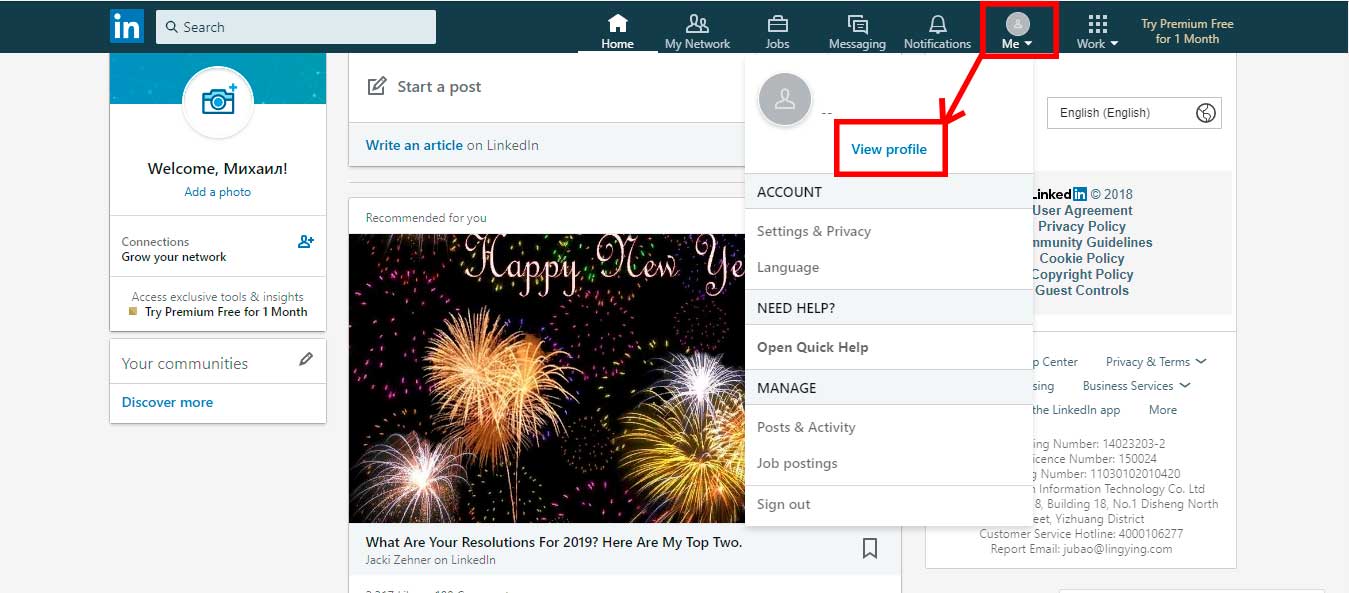 in
Search
Home
My Network
Jobs
Messaging
Notifications
Me
Work
Try Premium Free
for 1 Month
Welcome, Михаил!
Add a photo
Connections
Grow your network
Access exclusive tools & insights
Try Premium Free for 1 Month
Your communities
Discover more
Start a post
Write an article on LinkedIn
Recommended for you
Happy New Ye
What Are Your Resolutions For 2019? Here Are My Top Two.
Jacki Zehner on LinkedIn
--
View profile
ACCOUNT
Settings & Privacy
Language
NEED HELP?
Open Quick Help
MANAGE
Posts & Activity
Job postings
Sign out
English (English)
Linked in © 2018
User Agreement
Privacy Policy
mmunity Guidelines
Cookie Policy
Copyright Policy
Guest Controls
p Center
Privacy & Terms
sing
Business Services
the LinkedIn app
More
ing Number: 14023203-2
icence Number: 150024
g Number: 11030102010420
n Information Technology Co. Ltd
8, Building 18, No.1 Disheng North
eet, Yizhuang District
Customer Service Hotline: 4000106277
Report Email: jubao@lingying.com